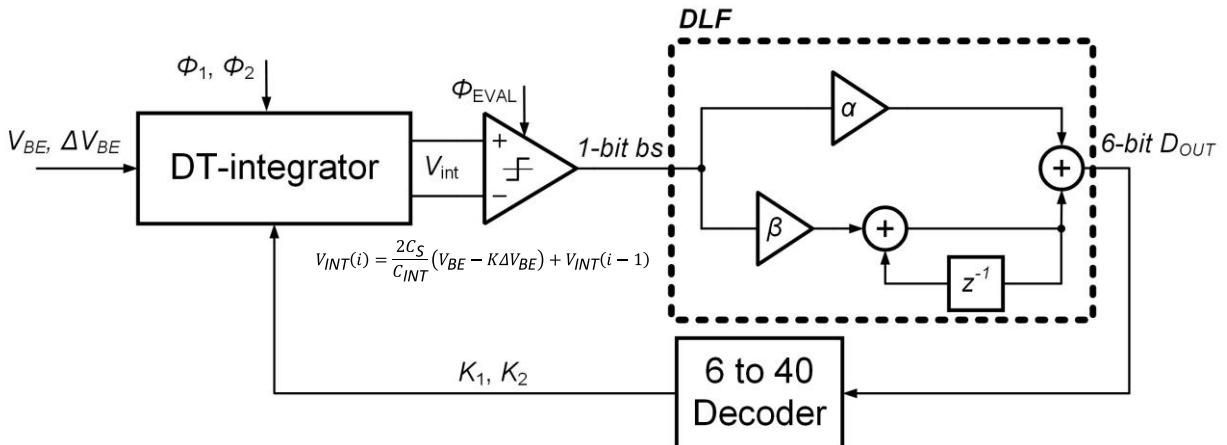 DLF
Φ1, Φ2
ΦEVAL
α
VBE, ΔVBE
DT-integrator
+
Vint
−
1-bit bs
6-bit DOUT
+
β
+
VINT(i) = 2CS/CINT (VBE − KΔVBE) + VINT(i − 1)
z⁻¹
K1, K2
6 to 40
Decoder